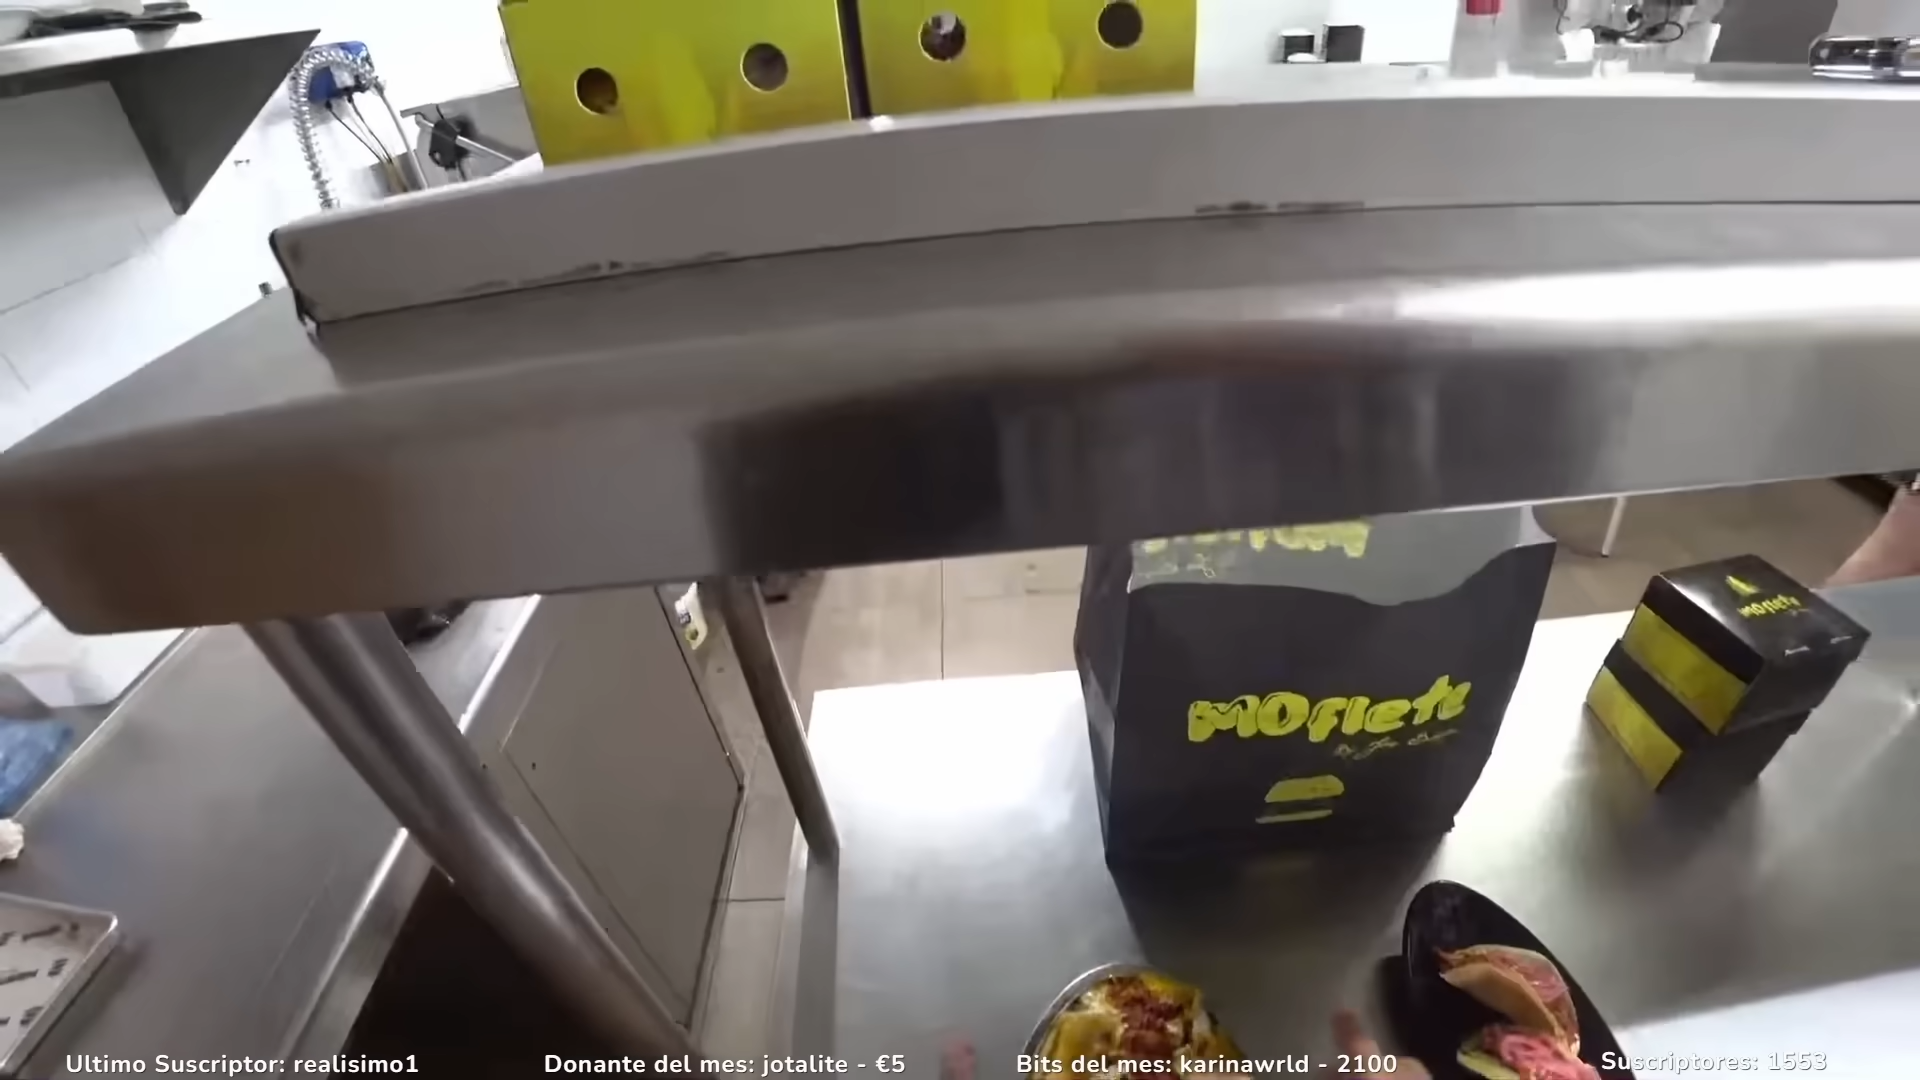 MOflete
MOflete
Ultimo Suscriptor: realisimo1
Donante del mes: jotalite - €5
Bits del mes: karinawrld - 2100
Suscriptores: 1553